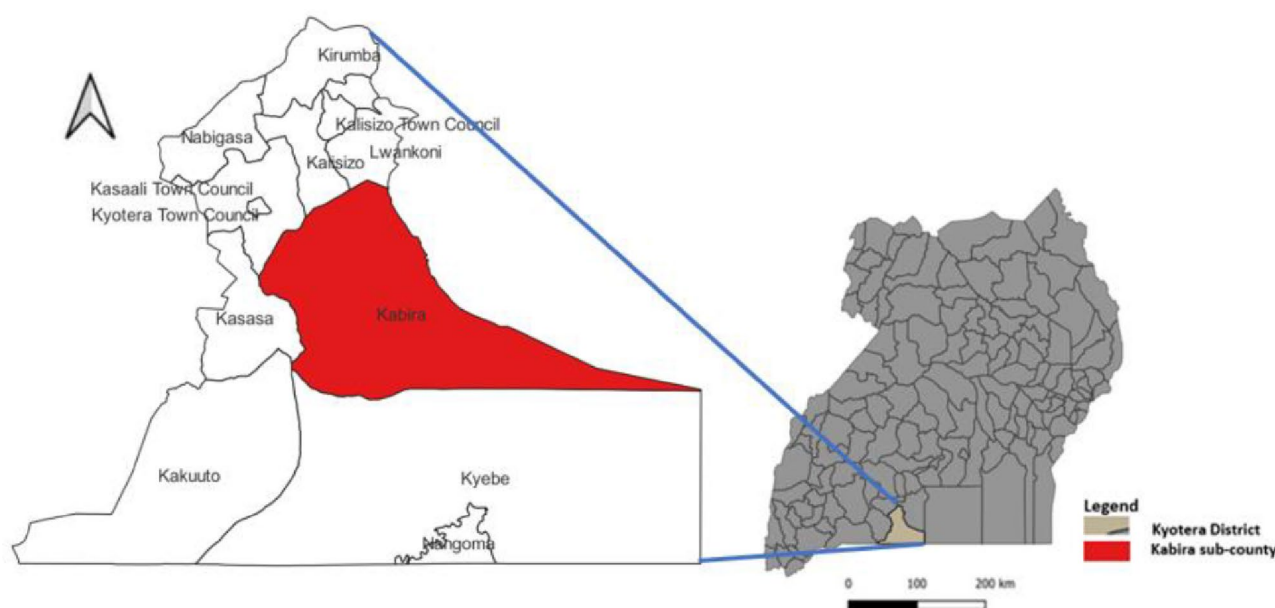 Kirumba
Kalisizo Town Council
Nabigasa
Lwankoni
Kalisizo
Kasaali Town Council
Kyotera Town Council
Kabira
Kasasa
Kakuuto
Kyebe
Nangoma
Legend
Kyotera District
Kabira sub-county
0 100 200 km